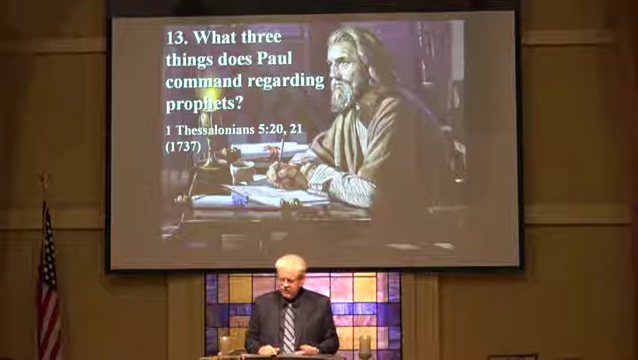 13. What three
things does Paul
command regarding
prophets?
1 Thessalonians 5:20, 21
(1737)